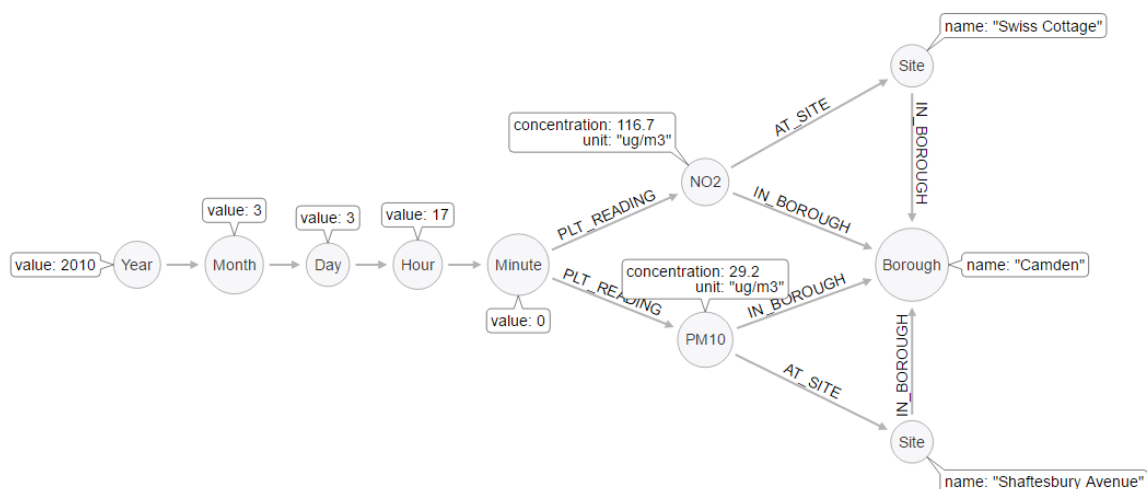 name: "Swiss Cottage"
Site
AT_SITE
IN_BOROUGH
concentration: 116.7
unit: "ug/m3"
NO2
PLT_READING
IN_BOROUGH
value: 3
value: 3
value: 17
value: 2010
Year
Month
Day
Hour
Minute
value: 0
Borough
name: "Camden"
concentration: 29.2
unit: "ug/m3"
PLT_READING
IN_BOROUGH
PM10
AT_SITE
IN_BOROUGH
Site
name: "Shaftesbury Avenue"